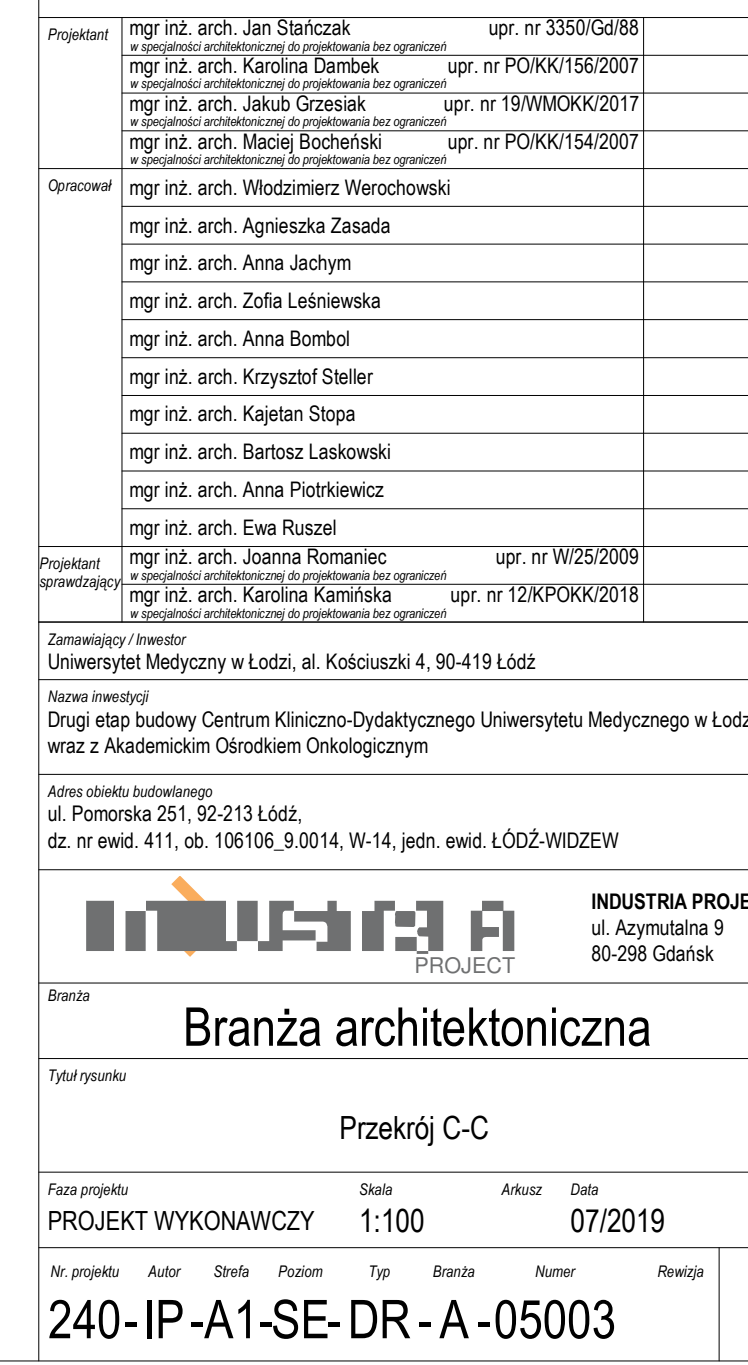 Projektant
mgr inż. arch. Jan Stańczak upr. nr 3350/Gd/88
w specjalności architektonicznej do projektowania bez ograniczeń
mgr inż. arch. Karolina Dambek upr. nr PO/KK/156/2007
w specjalności architektonicznej do projektowania bez ograniczeń
mgr inż. arch. Jakub Grzesiak upr. nr 19/WMOKK/2017
w specjalności architektonicznej do projektowania bez ograniczeń
mgr inż. arch. Maciej Bocheński upr. nr PO/KK/154/2007
w specjalności architektonicznej do projektowania bez ograniczeń
Opracował
mgr inż. arch. Włodzimierz Werochowski
mgr inż. arch. Agnieszka Zasada
mgr inż. arch. Anna Jachym
mgr inż. arch. Zofia Leśniewska
mgr inż. arch. Anna Bombol
mgr inż. arch. Krzysztof Steller
mgr inż. arch. Kajetan Stopa
mgr inż. arch. Bartosz Laskowski
mgr inż. arch. Anna Piotrkiewicz
mgr inż. arch. Ewa Ruszel
Projektant
sprawdzający
mgr inż. arch. Joanna Romaniec upr. nr W/25/2009
w specjalności architektonicznej do projektowania bez ograniczeń
mgr inż. arch. Karolina Kamińska upr. nr 12/KPOKK/2018
w specjalności architektonicznej do projektowania bez ograniczeń
Zamawiający / Inwestor
Uniwersytet Medyczny w Łodzi, al. Kościuszki 4, 90-419 Łódź
Nazwa inwestycji
Drugi etap budowy Centrum Kliniczno-Dydaktycznego Uniwersytetu Medycznego w Łodz
wraz z Akademickim Ośrodkiem Onkologicznym
Adres obiektu budowlanego
ul. Pomorska 251, 92-213 Łódź,
dz. nr ewid. 411, ob. 106106_9.0014, W-14, jedn. ewid. ŁÓDŹ-WIDZEW
INDUSTRIA
PROJECT
INDUSTRIA PROJE
ul. Azymutalna 9
80-298 Gdańsk
Branża
Branża architektoniczna
Tytuł rysunku
Przekrój C-C
Faza projektu Skala Arkusz Data
PROJEKT WYKONAWCZY 1:100 07/2019
Nr. projektu Autor Strefa Poziom Typ Branża Numer Rewizja
240-IP-A1-SE-DR-A-05003